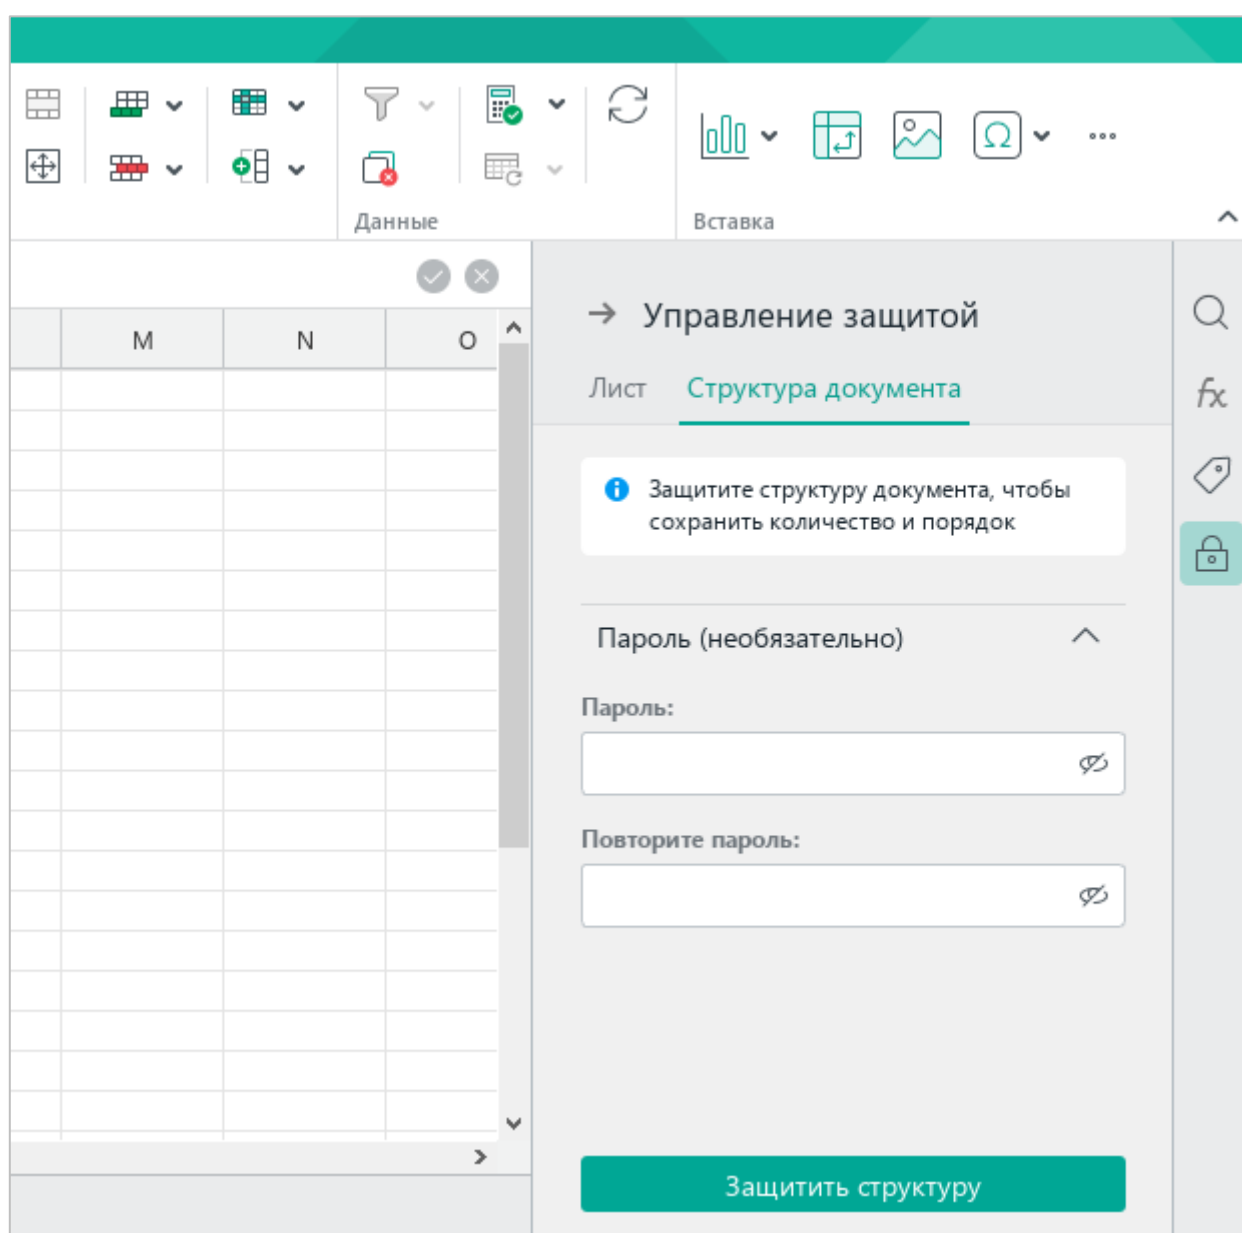 Данные
Вставка
M N O
Управление защитой
Лист Структура документа
Защитите структуру документа, чтобы
сохранить количество и порядок
Пароль (необязательно)
Пароль:
Повторите пароль:
Защитить структуру
fx
Ω